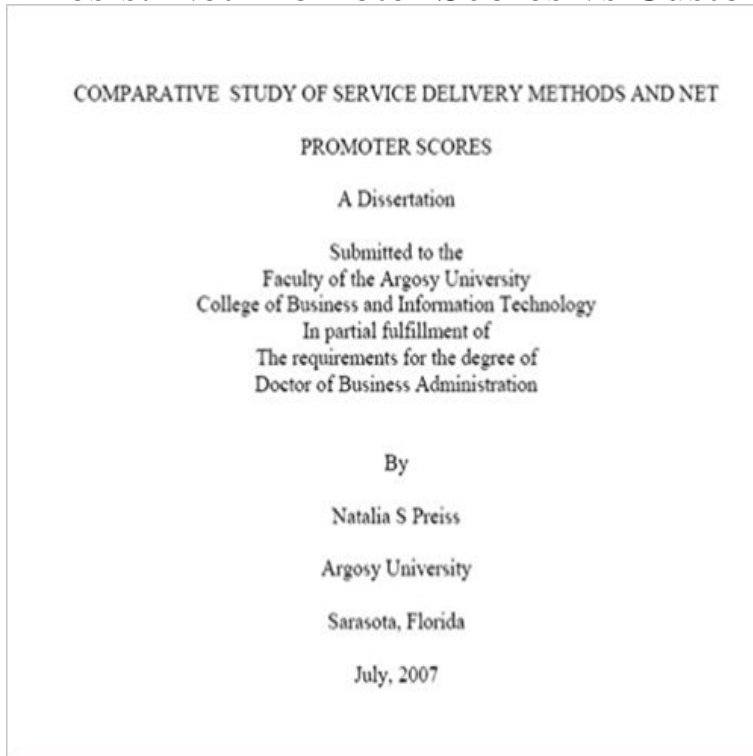 COMPARATIVE STUDY OF SERVICE DELIVERY METHODS AND NET
PROMOTER SCORES
A Dissertation
Submitted to the
Faculty of the Argosy University
College of Business and Information Technology
In partial fulfillment of
The requirements for the degree of
Doctor of Business Administration
By
Natalia S Preiss
Argosy University
Sarasota, Florida
July, 2007